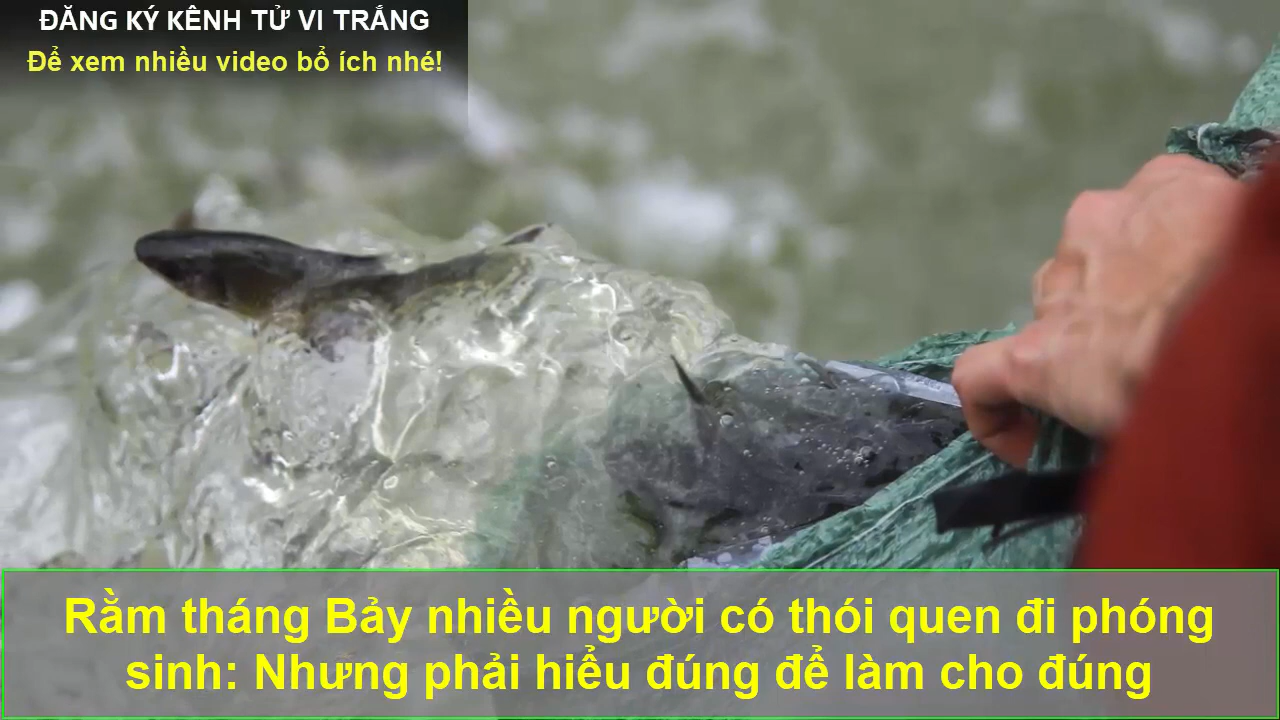 ĐĂNG KÝ KÊNH TỬ VI TRẮNG
Để xem nhiều video bổ ích nhé!
Rằm tháng Bảy nhiều người có thói quen đi phóng
sinh: Nhưng phải hiểu đúng để làm cho đúng